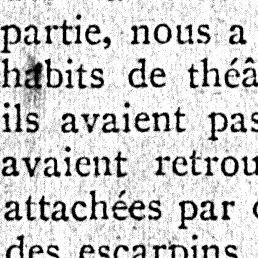 partie, nous a
habits de théâ
ils avaient pas
avaient retrou
attachées par
des escarpins